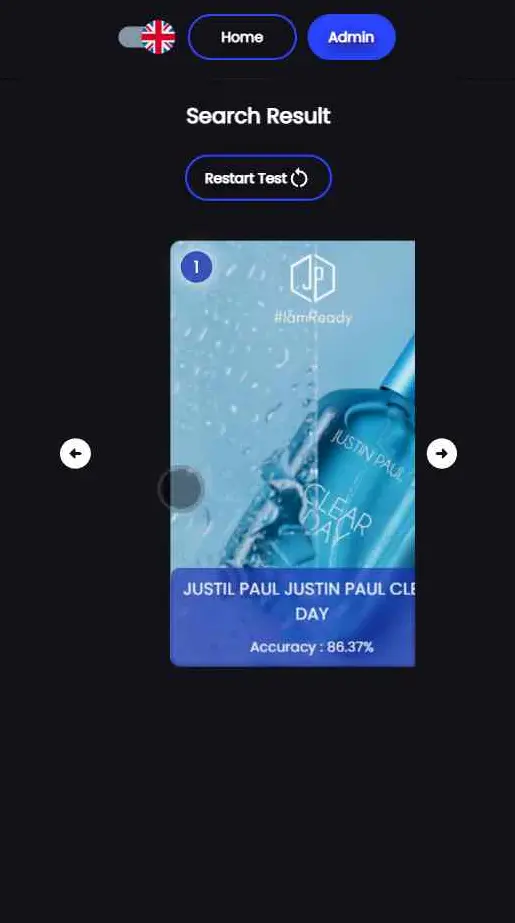 Home
Admin
Search Result
Restart Test
1
JP
#IamReady
JUSTIN PAUL
CLEAR
DAY
JUSTIL PAUL JUSTIN PAUL CLE
DAY
Accuracy : 86.37%